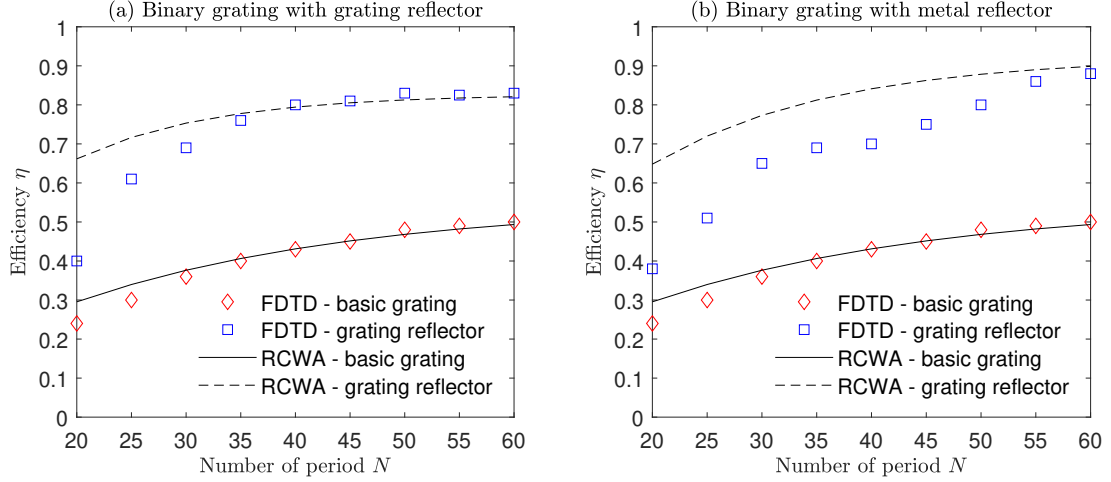 (a) Binary grating with grating reflector
1
0.9
0.8
0.7
0.6
0.5
0.4
0.3
0.2
0.1
0
Efficiency η
FDTD - basic grating
FDTD - grating reflector
RCWA - basic grating
RCWA - grating reflector
20 25 30 35 40 45 50 55 60
Number of period N
(b) Binary grating with metal reflector
1
0.9
0.8
0.7
0.6
0.5
0.4
0.3
0.2
0.1
0
Efficiency η
FDTD - basic grating
FDTD - grating reflector
RCWA - basic grating
RCWA - grating reflector
20 25 30 35 40 45 50 55 60
Number of period N